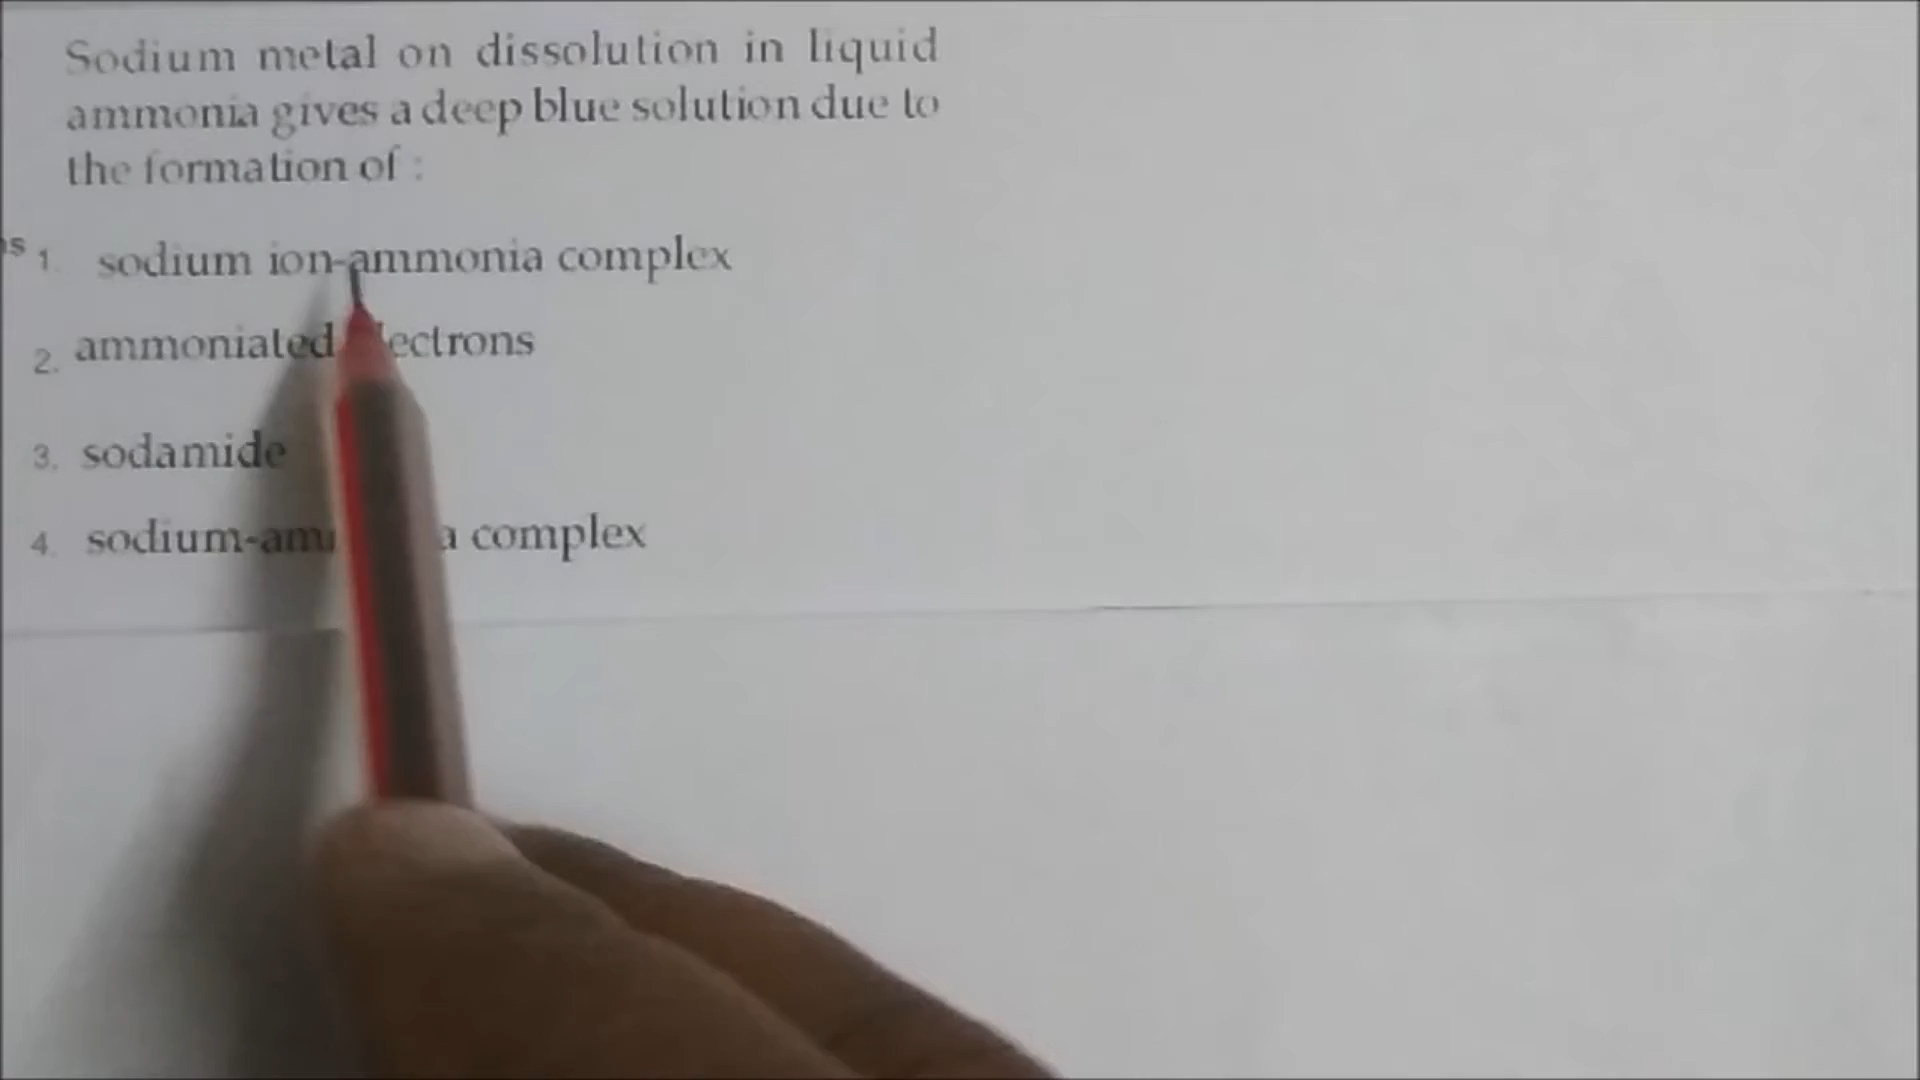 Sodium metal on dissolution in liquid
ammonia gives a deep blue solution due to
the formation of :
1. sodium ion-ammonia complex
2. ammoniated
3. sodamide
4. complex